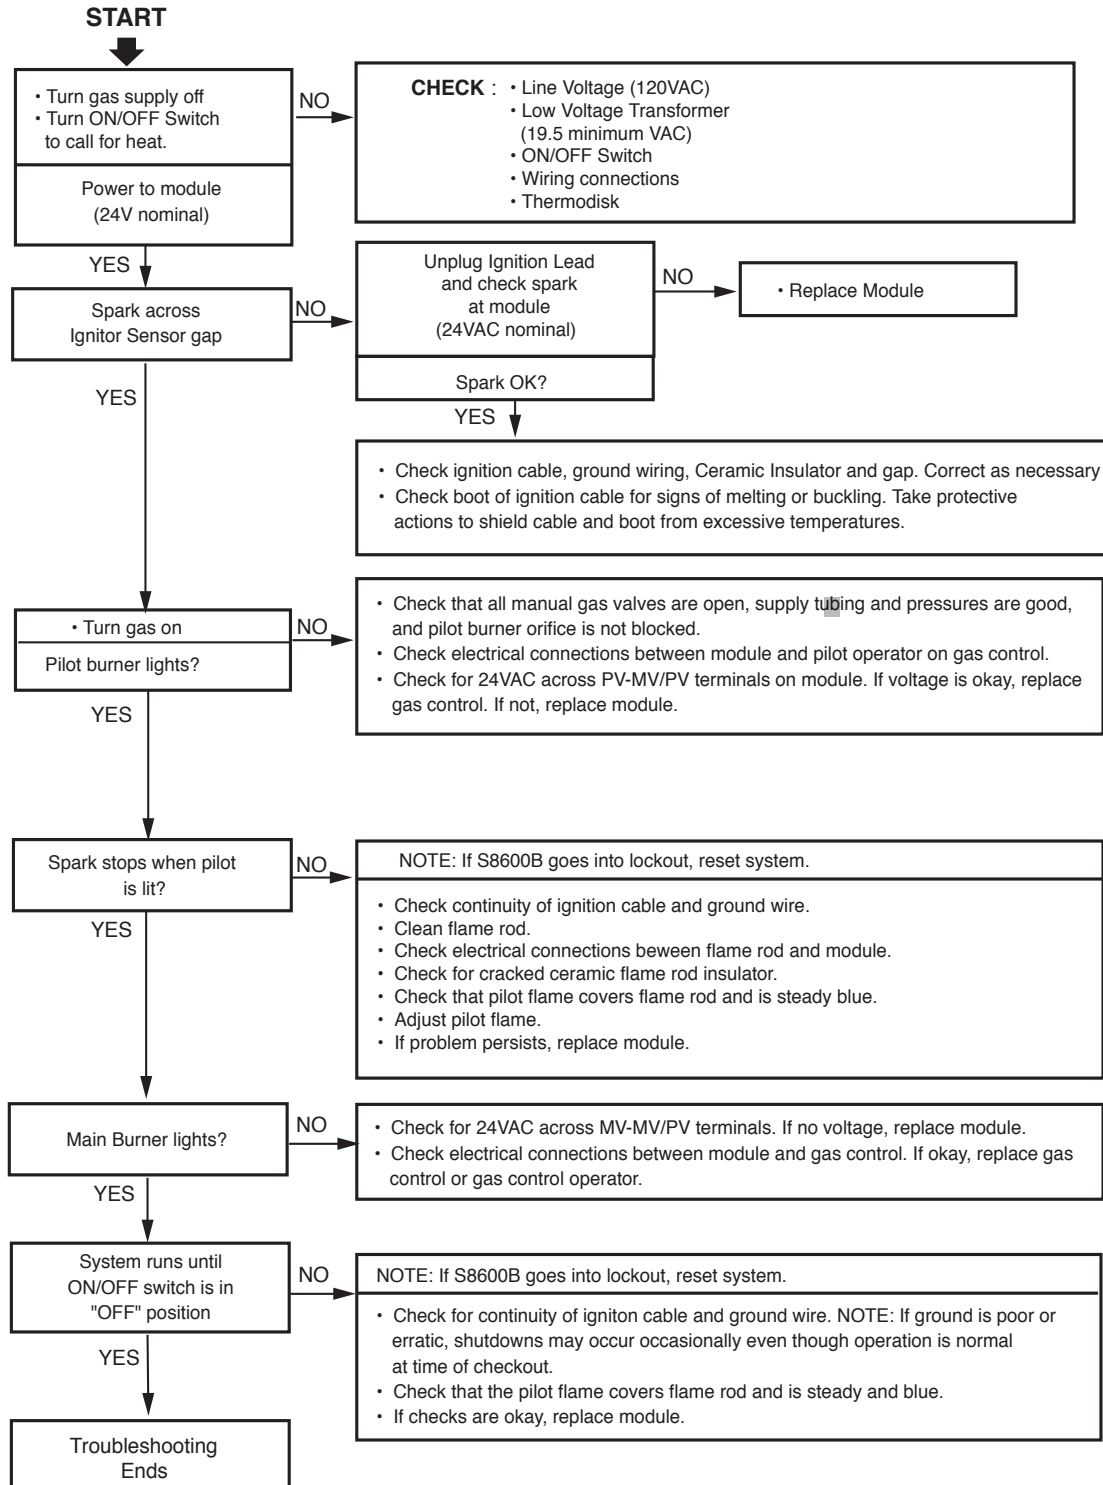 START
• Turn gas supply off
• Turn ON/OFF Switch
to call for heat.
Power to module
(24V nominal)
NO
CHECK : • Line Voltage (120VAC)
• Low Voltage Transformer
(19.5 minimum VAC)
• ON/OFF Switch
• Wiring connections
• Thermodisk
YES
Spark across
Ignitor Sensor gap
NO
Unplug Ignition Lead
and check spark
at module
(24VAC nominal)
Spark OK?
NO
• Replace Module
YES
• Check ignition cable, ground wiring, Ceramic Insulator and gap. Correct as necessary
• Check boot of ignition cable for signs of melting or buckling. Take protective
actions to shield cable and boot from excessive temperatures.
YES
• Turn gas on
Pilot burner lights?
NO
• Check that all manual gas valves are open, supply tubing and pressures are good,
and pilot burner orifice is not blocked.
• Check electrical connections between module and pilot operator on gas control.
• Check for 24VAC across PV-MV/PV terminals on module. If voltage is okay, replace
gas control. If not, replace module.
YES
Spark stops when pilot
is lit?
NO
NOTE: If S8600B goes into lockout, reset system.
• Check continuity of ignition cable and ground wire.
• Clean flame rod.
• Check electrical connections beween flame rod and module.
• Check for cracked ceramic flame rod insulator.
• Check that pilot flame covers flame rod and is steady blue.
• Adjust pilot flame.
• If problem persists, replace module.
YES
Main Burner lights?
NO
• Check for 24VAC across MV-MV/PV terminals. If no voltage, replace module.
• Check electrical connections between module and gas control. If okay, replace gas
control or gas control operator.
YES
System runs until
ON/OFF switch is in
"OFF" position
NO
NOTE: If S8600B goes into lockout, reset system.
• Check for continuity of igniton cable and ground wire. NOTE: If ground is poor or
erratic, shutdowns may occur occasionally even though operation is normal
at time of checkout.
• Check that the pilot flame covers flame rod and is steady and blue.
• If checks are okay, replace module.
YES
Troubleshooting
Ends